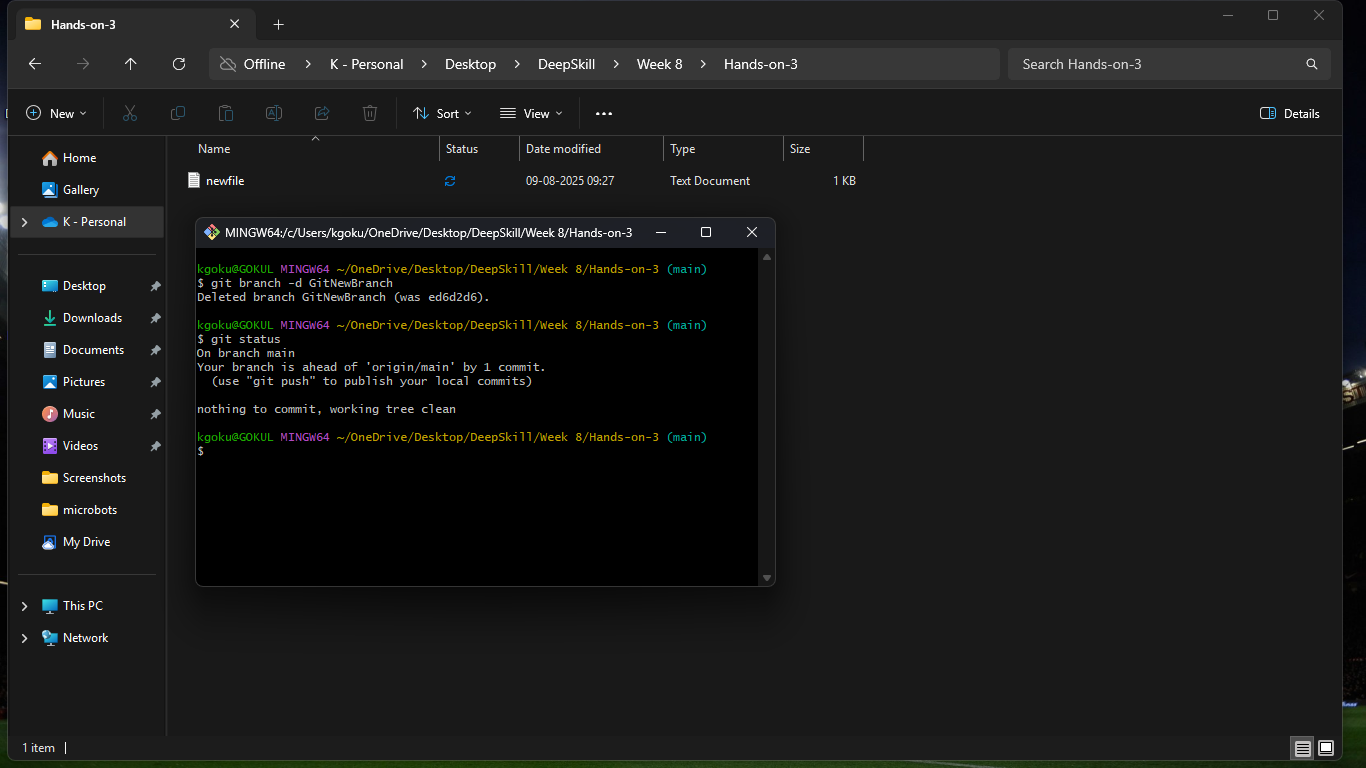 Hands-on-3
Offline > K - Personal > Desktop > DeepSkill > Week 8 > Hands-on-3
Search Hands-on-3
New
Sort
View
Details
Name Status Date modified Type Size
newfile 09-08-2025 09:27 Text Document 1 KB
Home
Gallery
K - Personal
Desktop
Downloads
Documents
Pictures
Music
Videos
Screenshots
microbots
My Drive
This PC
Network
MINGW64:/c/Users/kgoku/OneDrive/Desktop/DeepSkill/Week 8/Hands-on-3
kgoku@GOKUL MINGW64 ~/OneDrive/Desktop/DeepSkill/Week 8/Hands-on-3 (main)
$ git branch -d GitNewBranch
Deleted branch GitNewBranch (was ed6d2d6).
kgoku@GOKUL MINGW64 ~/OneDrive/Desktop/DeepSkill/Week 8/Hands-on-3 (main)
$ git status
On branch main
Your branch is ahead of 'origin/main' by 1 commit.
(use "git push" to publish your local commits)
nothing to commit, working tree clean
kgoku@GOKUL MINGW64 ~/OneDrive/Desktop/DeepSkill/Week 8/Hands-on-3 (main)
$
1 item